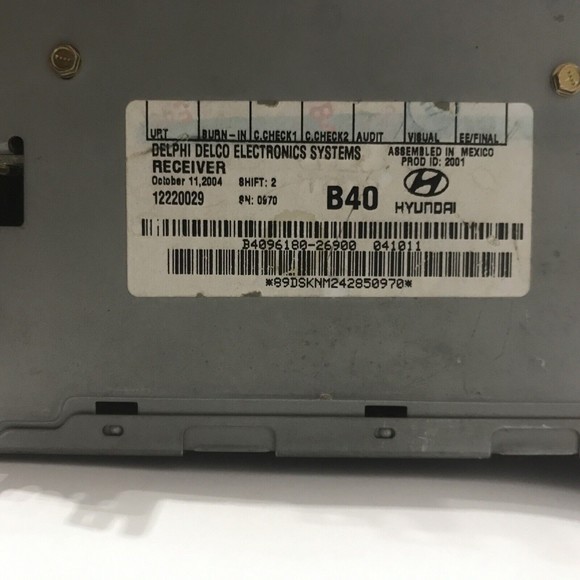 URT BURN-IN C.CHECK1 C.CHECK2 AUDIT VISUAL EE/FINAL
DELPHI DELCO ELECTRONICS SYSTEMS
RECEIVER
ASSEMBLED IN MEXICO
PROD ID: 2001
October 11,2004 SHIFT: 2
12220029 SN: 0970
B40
HYUNDAI
B4096180-26900 041011
*89DSKNM242850970*